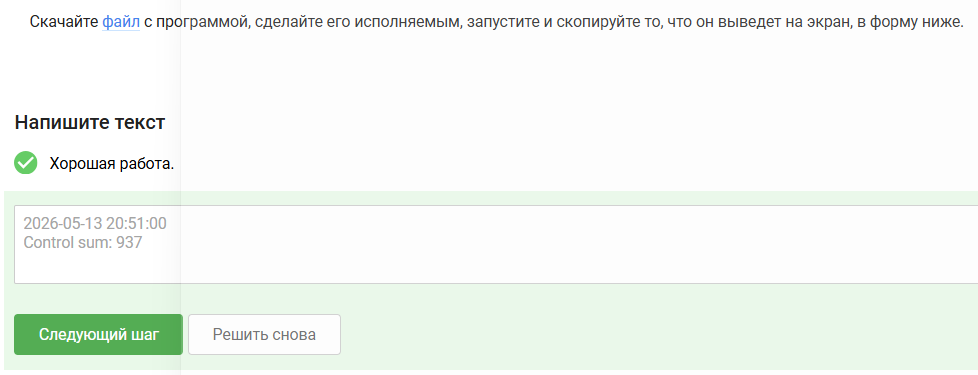 Скачайте файл с программой, сделайте его исполняемым, запустите и скопируйте то, что он выведет на экран, в форму ниже.
Напишите текст
Хорошая работа.
2026-05-13 20:51:00
Control sum: 937
Следующий шаг
Решить снова